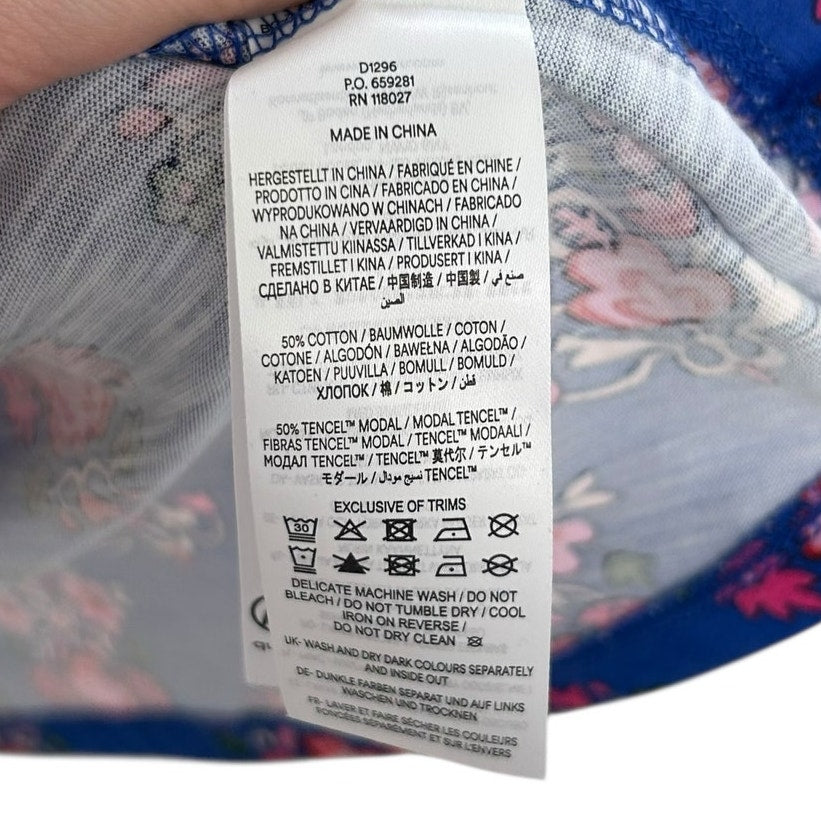 D1296
P.O. 659281
RN 118027
MADE IN CHINA
HERGESTELLT IN CHINA / FABRIQUÉ EN CHINE /
PRODOTTO IN CINA / FABRICADO EN CHINA /
WYPRODUKOWANO W CHINACH / FABRICADO
NA CHINA / VERVAARDIGD IN CHINA /
VALMISTETTU KIINASSA / TILLVERKAD I KINA /
FREMSTILLET I KINA / PRODUSERT I KINA /
СДЕЛАНО В КИТАЕ / 中国制造 / 中国製 / صنع في
الصين
50% COTTON / BAUMWOLLE / COTON /
COTONE / ALGODÓN / BAWEŁNA / ALGODÃO /
KATOEN / PUUVILLA / BOMULL / BOMULD /
ХЛОПОК / 棉 / コットン / قطن
50% TENCEL™ MODAL / MODAL TENCEL™ /
FIBRAS TENCEL™ MODAL / TENCEL™ MODAALI /
МОДАЛ TENCEL™ / TENCEL™ 莫代尔 / テンセル™
モダール / نسيج مودال TENCEL™
EXCLUSIVE OF TRIMS
30
DELICATE MACHINE WASH / DO NOT
BLEACH / DO NOT TUMBLE DRY / COOL
IRON ON REVERSE /
DO NOT DRY CLEAN
UK- WASH AND DRY DARK COLOURS SEPARATELY
AND INSIDE OUT
DE- DUNKLE FARBEN SEPARAT UND AUF LINKS
WASCHEN UND TROCKNEN
FR- LAVER ET FAIRE SÉCHER LES COULEURS
FONCÉES SÉPARÉMENT ET SUR L'ENVERS